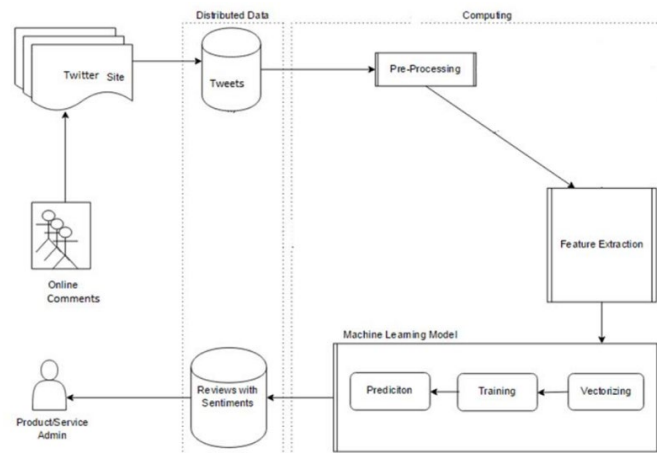 Distributed Data
Computing
Twitter Site
Tweets
Pre-Processing
Feature Extraction
Online
Comments
Machine Learning Model
Prediciton
Training
Vectorizing
Reviews with
Sentiments
Product/Service
Admin